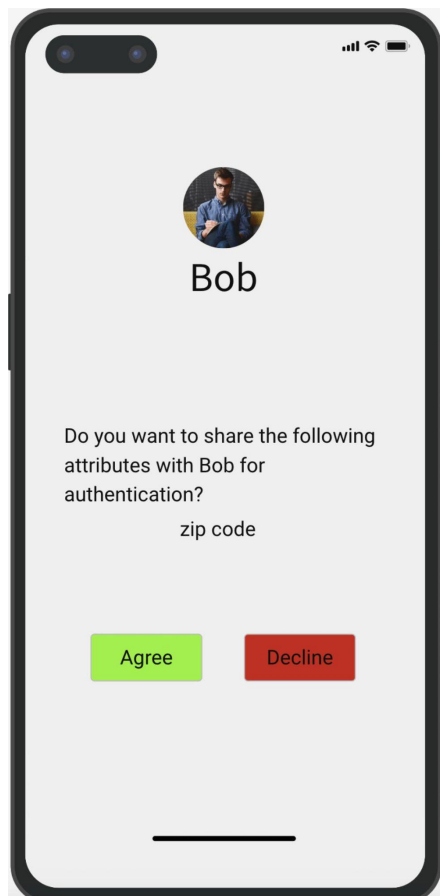 Bob
Do you want to share the following
attributes with Bob for
authentication?
zip code
Agree
Decline